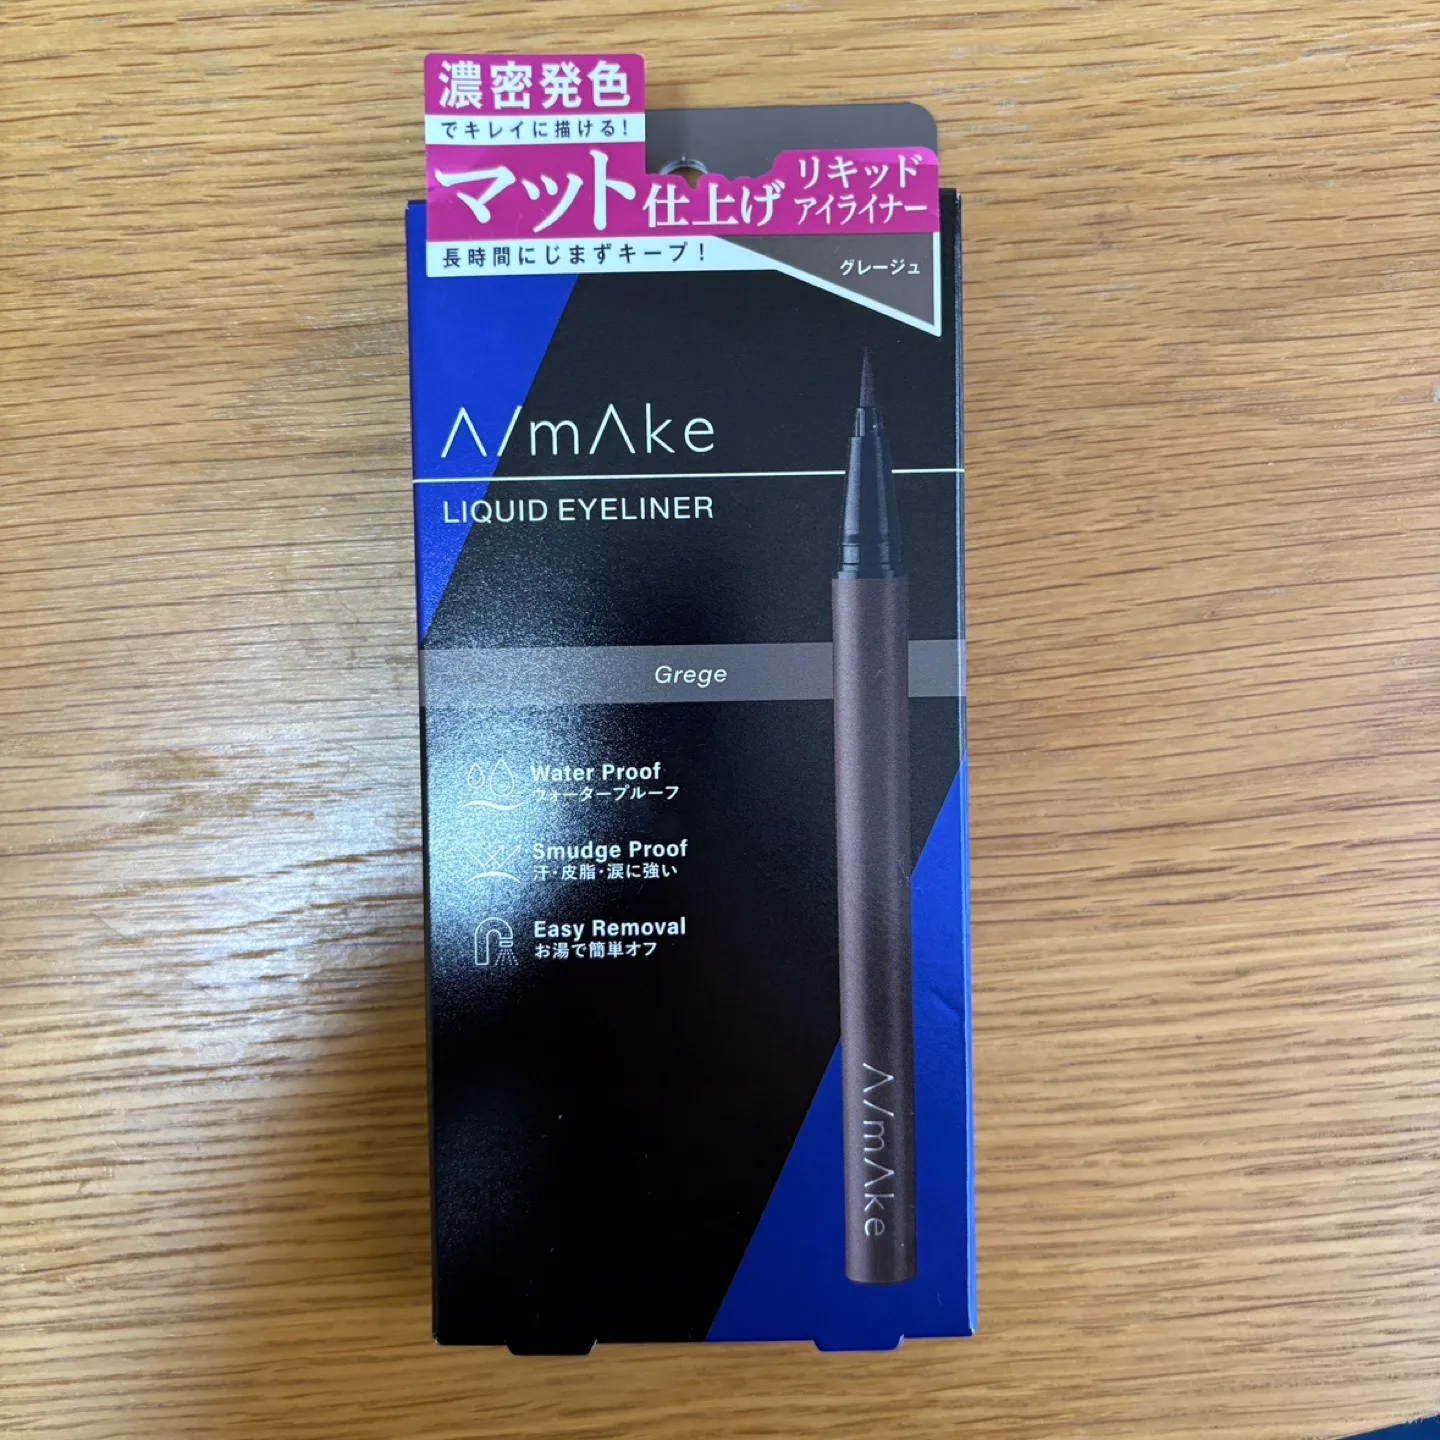 濃密発色
でキレイに描ける!
マット仕上げ リキッドアイライナー
長時間にじまずキープ!
グレージュ
A/mAke
LIQUID EYELINER
Grege
Water Proof
ウォータープルーフ
Smudge Proof
汗・皮脂・涙に強い
Easy Removal
お湯で簡単オフ
A/mAke